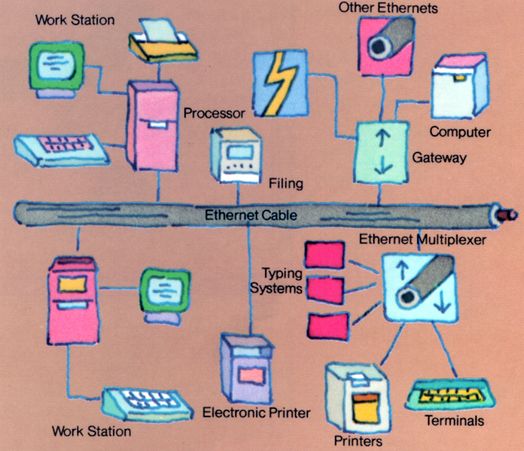 Other Ethernets
Work Station
Processor
Computer
Gateway
Filing
Ethernet Cable
Ethernet Multiplexer
Typing
Systems
Electronic Printer
Terminals
Work Station
Printers